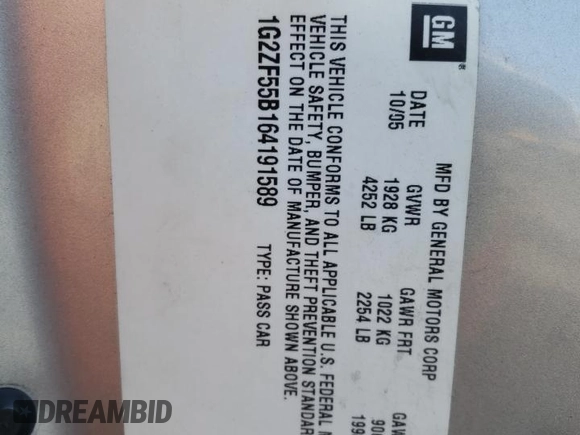 GM
MFD BY GENERAL MOTORS CORP
DATE GVWR GAWR FRT
10/05 1928 KG 1022 KG
4252 LB 2254 LB
THIS VEHICLE CONFORMS TO ALL APPLICABLE U.S. FEDERAL
VEHICLE SAFETY, BUMPER, AND THEFT PREVENTION STANDAR
EFFECT ON THE DATE OF MANUFACTURE SHOWN ABOVE.
1G2ZF55B164191589 TYPE: PASS CAR
DREAMBID